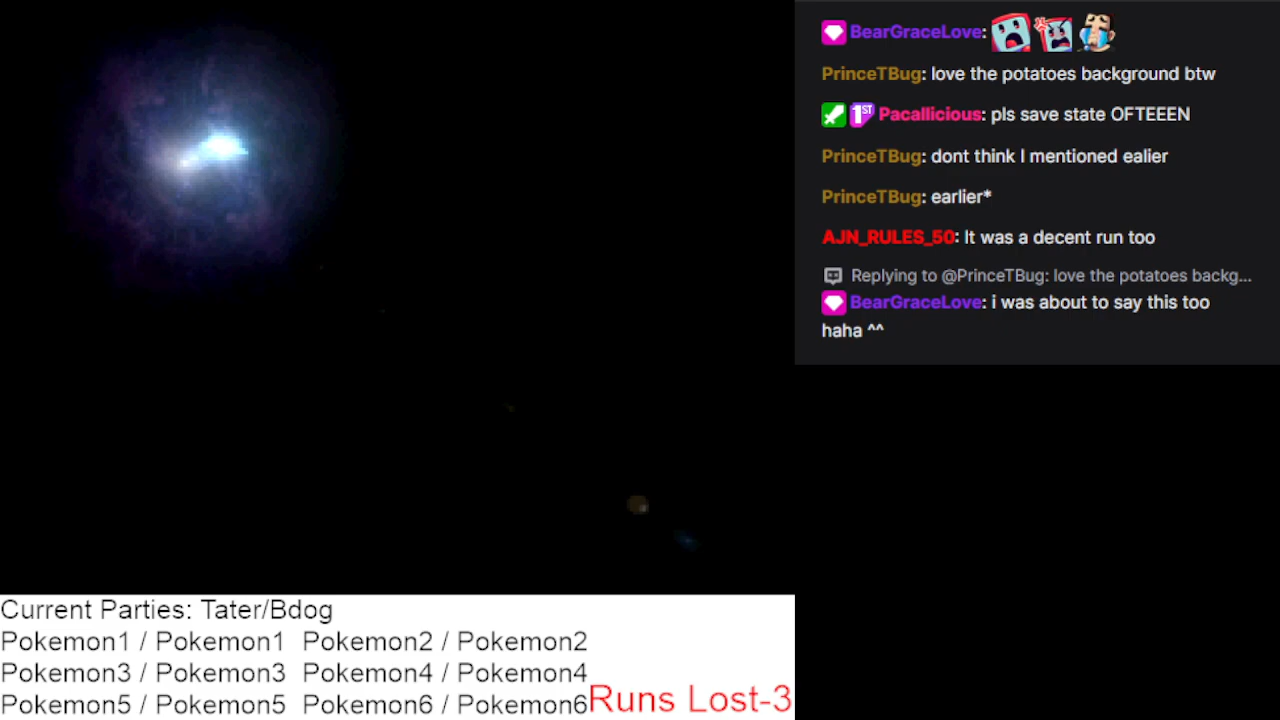 BearGraceLove:
PrinceTBug: love the potatoes background btw
1ST Pacallicious: pls save state OFTEEEN
PrinceTBug: dont think I mentioned ealier
PrinceTBug: earlier*
AJN_RULES_50: It was a decent run too
Replying to @PrinceTBug: love the potatoes backg...
BearGraceLove: i was about to say this too
haha ^^
Current Parties: Tater/Bdog
Pokemon1 / Pokemon1 Pokemon2 / Pokemon2
Pokemon3 / Pokemon3 Pokemon4 / Pokemon4
Pokemon5 / Pokemon5 Pokemon6 / Pokemon6
Runs Lost-3